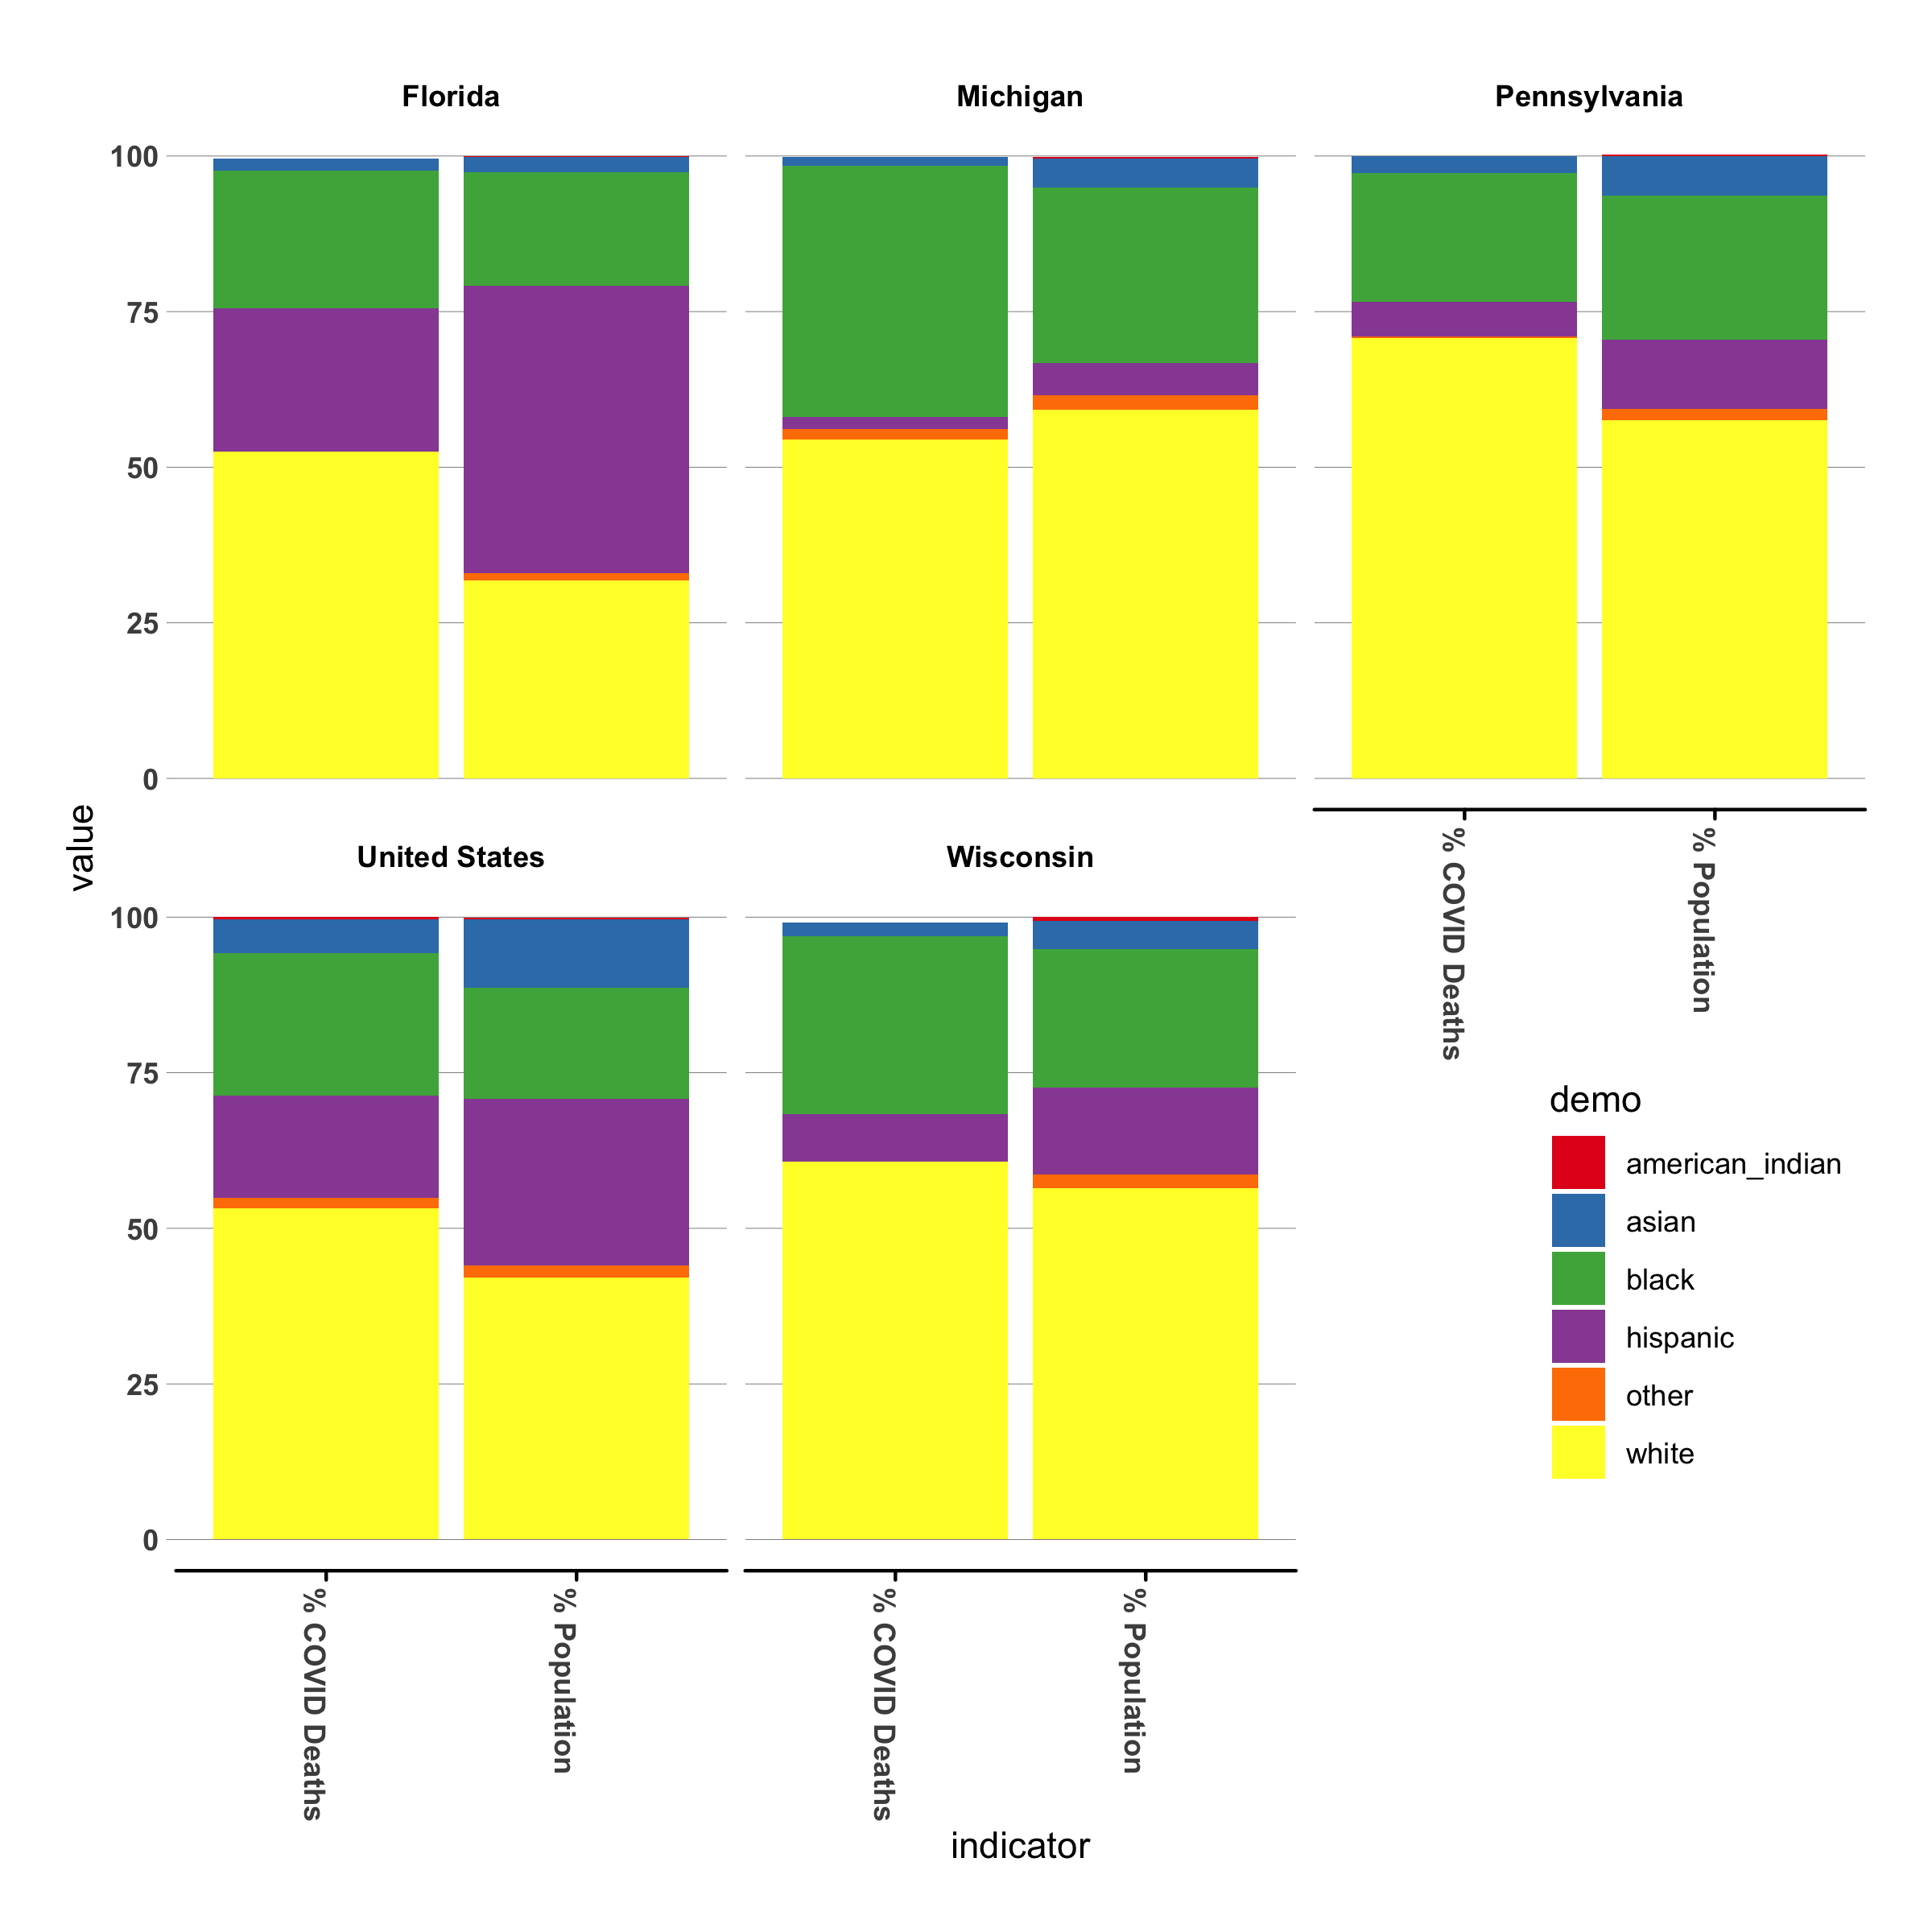 Florida
Michigan
Pennsylvania
100
75
50
25
0
% COVID Deaths
% Population
value
United States
Wisconsin
100
75
50
25
0
% COVID Deaths
% Population
% COVID Deaths
% Population
indicator
demo
american_indian
asian
black
hispanic
other
white